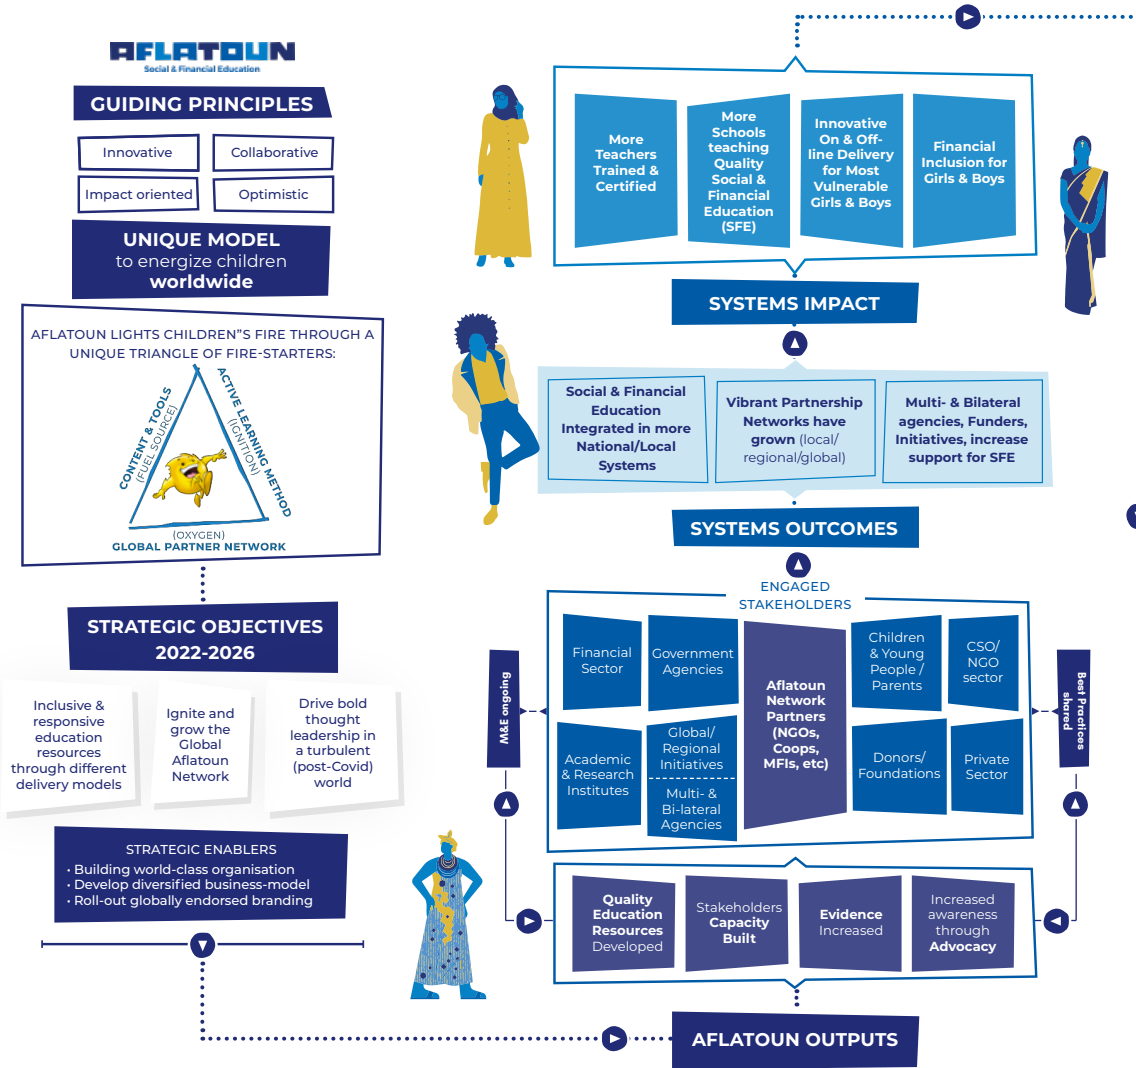 AFLATOUN
Social & Financial Education
GUIDING PRINCIPLES
Innovative
Collaborative
Impact oriented
Optimistic
UNIQUE MODEL
to energize children
worldwide
AFLATOUN LIGHTS CHILDREN"S FIRE THROUGH A
UNIQUE TRIANGLE OF FIRE-STARTERS:
CONTENT & TOOLS
(FUEL SOURCE)
ACTIVE LEARNING METHOD
(IGNITION)
(OXYGEN)
GLOBAL PARTNER NETWORK
STRATEGIC OBJECTIVES
2022-2026
Inclusive &
responsive
education
resources
through different
delivery models
Ignite and
grow the
Global
Aflatoun
Network
Drive bold
thought
leadership in
a turbulent
(post-Covid)
world
STRATEGIC ENABLERS
• Building world-class organisation
• Develop diversified business-model
• Roll-out globally endorsed branding
More
Teachers
Trained &
Certified
More
Schools
teaching
Quality
Social &
Financial
Education
(SFE)
Innovative
On & Off-
line Delivery
for Most
Vulnerable
Girls & Boys
Financial
Inclusion for
Girls & Boys
SYSTEMS IMPACT
Social & Financial
Education
Integrated in more
National/Local
Systems
Vibrant Partnership
Networks have
grown (local/
regional/global)
Multi- & Bilateral
agencies, Funders,
Initiatives, increase
support for SFE
SYSTEMS OUTCOMES
ENGAGED
STAKEHOLDERS
Financial
Sector
Government
Agencies
Aflatoun
Network
Partners
(NGOs,
Coops,
MFIs, etc)
Children
& Young
People /
Parents
CSO/
NGO
sector
Academic
& Research
Institutes
Global/
Regional
Initiatives
Multi- &
Bi-lateral
Agencies
Donors/
Foundations
Private
Sector
M&E ongoing
Best Practices
shared
Quality
Education
Resources
Developed
Stakeholders
Capacity
Built
Evidence
Increased
Increased
awareness
through
Advocacy
AFLATOUN OUTPUTS